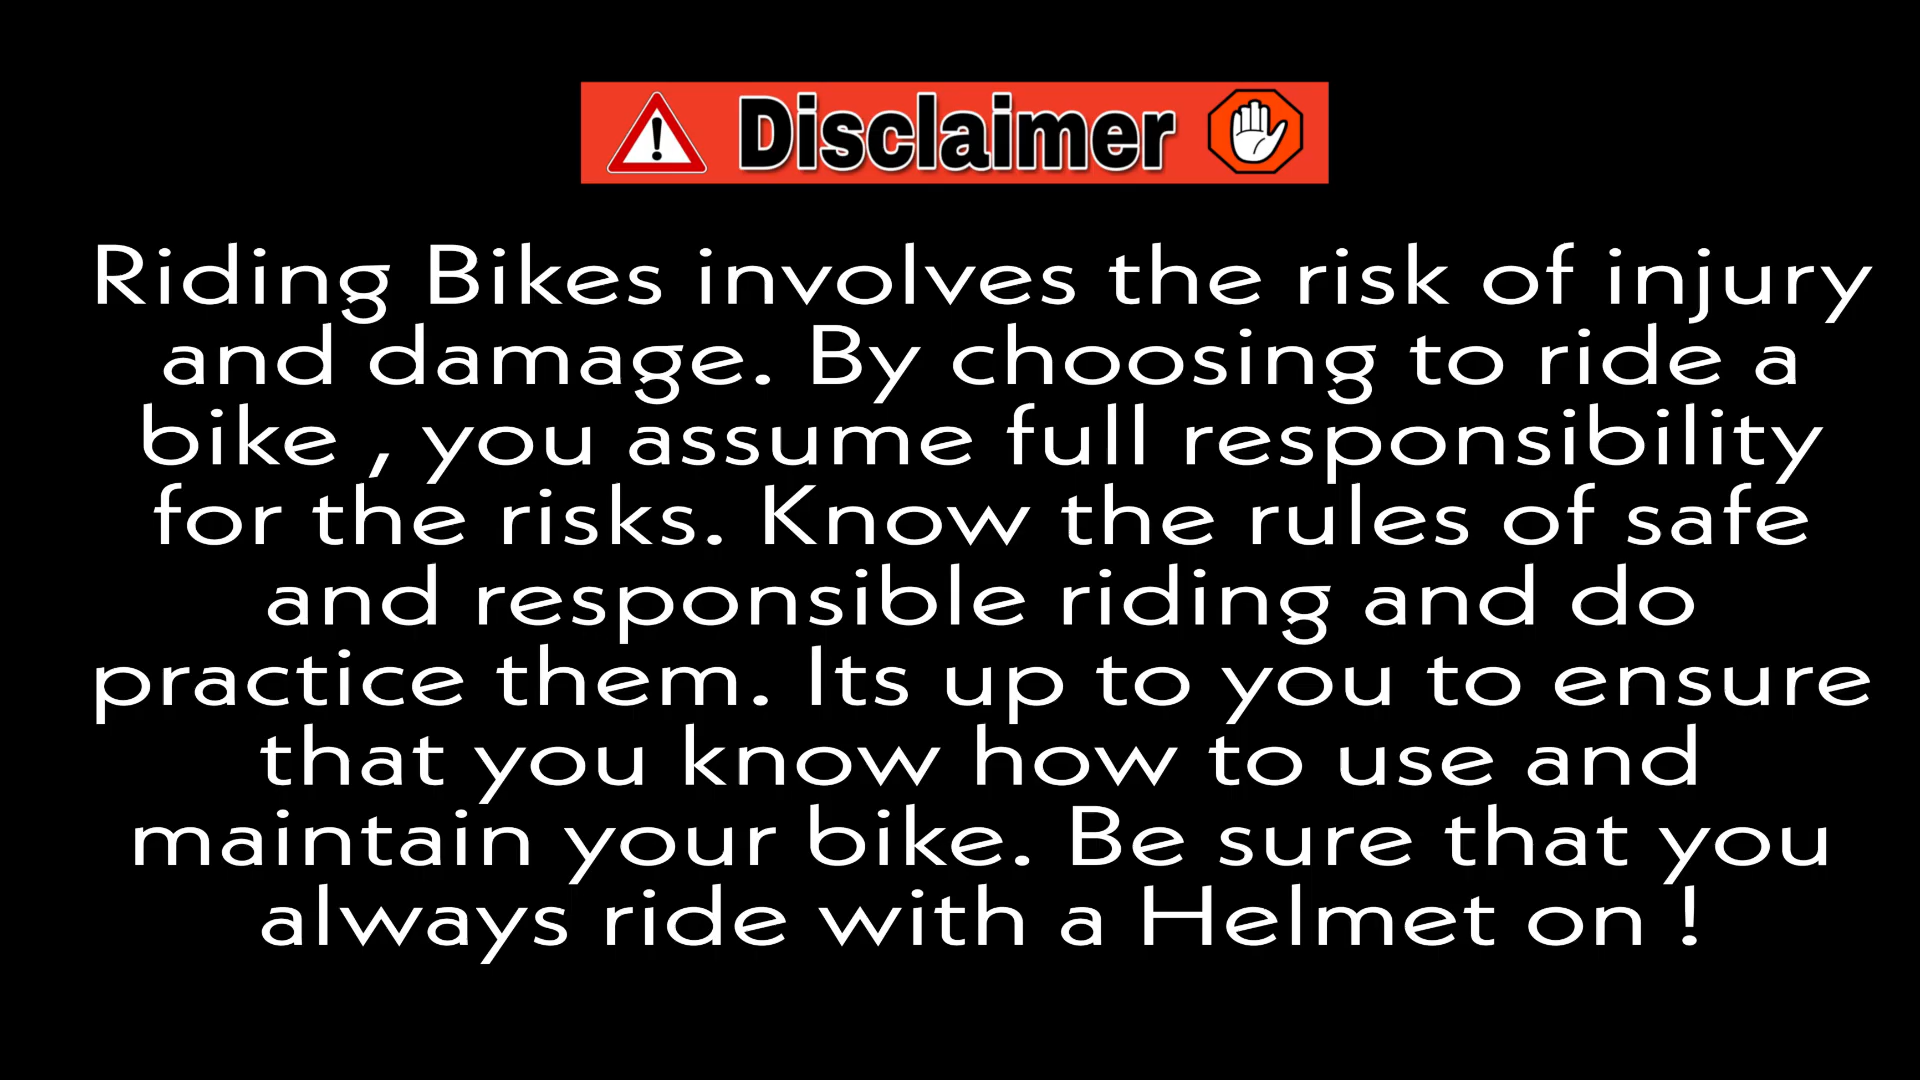 Disclaimer
Riding Bikes involves the risk of injury
and damage. By choosing to ride a
bike , you assume full responsibility
for the risks. Know the rules of safe
and responsible riding and do
practice them. Its up to you to ensure
that you know how to use and
maintain your bike. Be sure that you
always ride with a Helmet on !